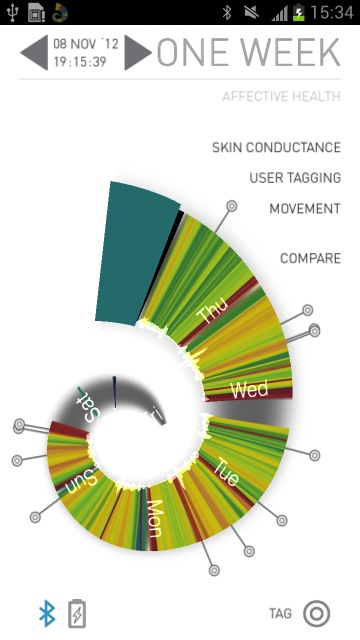 15:34
08 NOV '12
19:15:39
ONE WEEK
AFFECTIVE HEALTH
SKIN CONDUCTANCE
USER TAGGING
MOVEMENT
COMPARE
Thu
Wed
Tue
Mon
Sun
Sat
TAG